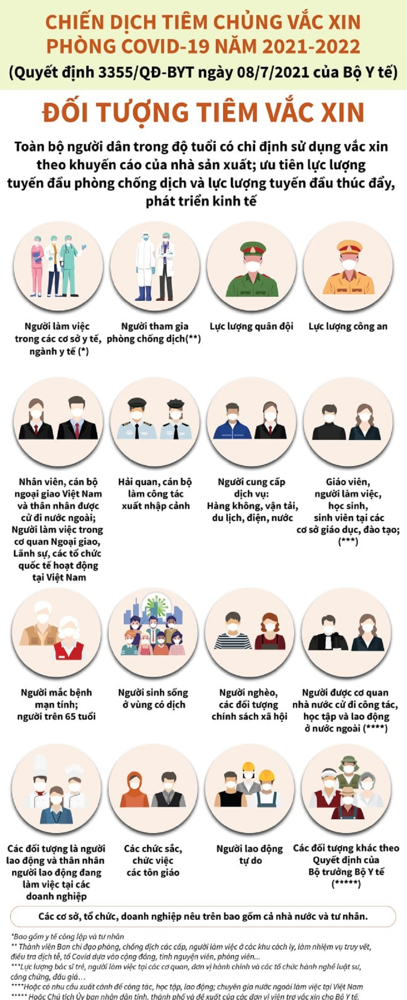 CHIẾN DỊCH TIÊM CHỦNG VẮC XIN
PHÒNG COVID-19 NĂM 2021-2022
(Quyết định 3355/QĐ-BYT ngày 08/7/2021 của Bộ Y tế)
ĐỐI TƯỢNG TIÊM VẮC XIN
Toàn bộ người dân trong độ tuổi có chỉ định sử dụng vắc xin
theo khuyến cáo của nhà sản xuất; ưu tiên lực lượng
tuyến đầu phòng chống dịch và lực lượng tuyến đầu thúc đẩy,
phát triển kinh tế
Người làm việc
trong các cơ sở y tế,
ngành y tế (*)
Người tham gia
phòng chống dịch(**)
Lực lượng quân đội
Lực lượng công an
Nhân viên, cán bộ
ngoại giao Việt Nam
và thân nhân được
cử đi nước ngoài;
Người làm việc trong
cơ quan Ngoại giao,
Lãnh sự, các tổ chức
quốc tế hoạt động
tại Việt Nam
Hải quan, cán bộ
làm công tác
xuất nhập cảnh
Người cung cấp
dịch vụ:
Hàng không, vận tải,
du lịch, điện, nước
Giáo viên,
người làm việc,
học sinh,
sinh viên tại các
cơ sở giáo dục, đào tạo;
(***)
Người mắc bệnh
mạn tính;
người trên 65 tuổi
Người sinh sống
ở vùng có dịch
Người nghèo,
các đối tượng
chính sách xã hội
Người được cơ quan
nhà nước cử đi công tác,
học tập và lao động
ở nước ngoài (****)
Các đối tượng là người
lao động và thân nhân
người lao động đang
làm việc tại các
doanh nghiệp
Các chức sắc,
chức việc
các tôn giáo
Người lao động
tự do
Các đối tượng khác theo
Quyết định của
Bộ trưởng Bộ Y tế
(*****)
Các cơ sở, tổ chức, doanh nghiệp nêu trên bao gồm cả nhà nước và tư nhân.
*Bao gồm y tế công lập và tư nhân
** Thành viên Ban chỉ đạo phòng, chống dịch các cấp, người làm việc ở các khu cách ly, làm nhiệm vụ truy vết,
điều tra dịch tễ, tổ Covid dựa vào cộng đồng, tình nguyện viên, phóng viên...
***Lực lượng bác sĩ trẻ, người làm việc tại các cơ quan, đơn vị hành chính và các tổ chức hành nghề luật sư,
công chứng, đấu giá...
****Hoặc có nhu cầu xuất cảnh để công tác, học tập, lao động; chuyên gia nước ngoài làm việc tại Việt Nam
***** Hoặc Chủ tịch Ủy ban nhân dân tỉnh, thành phố và đề xuất của các đơn vị viện trợ vắc xin cho Bộ Y tế.